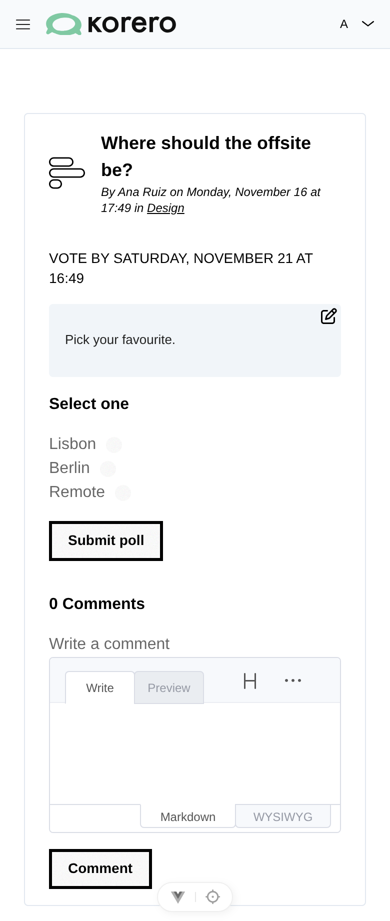 korero
A
Where should the offsite
be?
By Ana Ruiz on Monday, November 16 at
17:49 in Design
VOTE BY SATURDAY, NOVEMBER 21 AT
16:49
Pick your favourite.
Select one
Lisbon
Berlin
Remote
Submit poll
0 Comments
Write a comment
Write Preview H ...
Markdown WYSIWYG
Comment